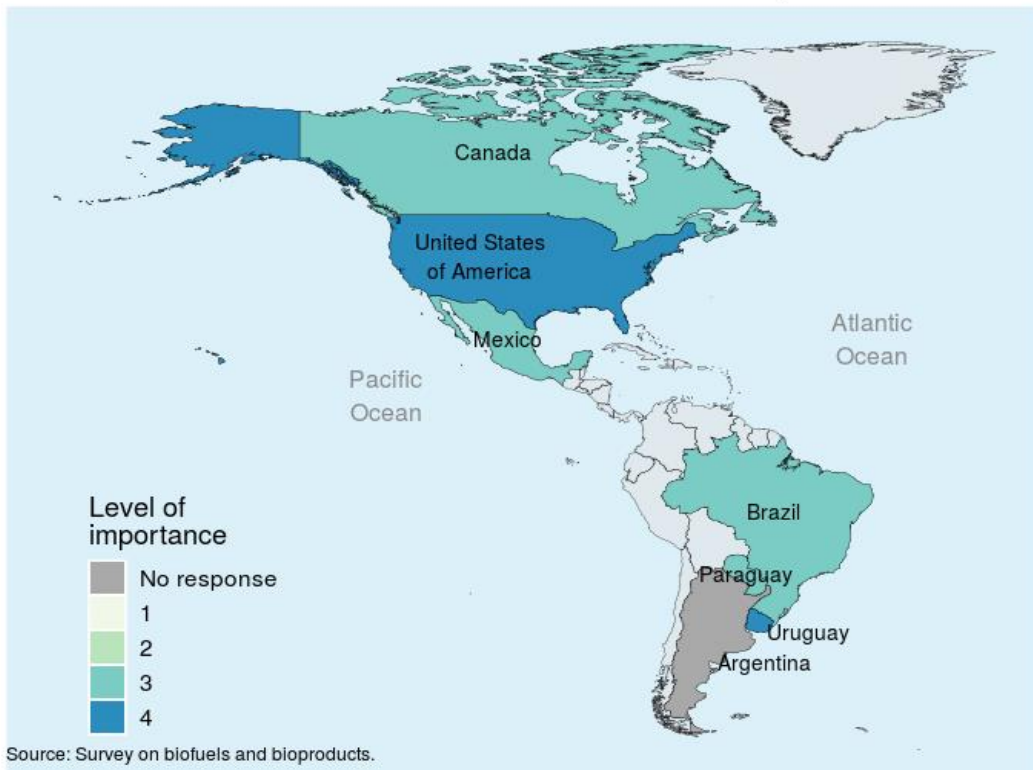 Canada
United States
of America
Mexico
Atlantic
Ocean
Pacific
Ocean
Brazil
Paraguay
Uruguay
Argentina
Level of
importance
No response
1
2
3
4
Source: Survey on biofuels and bioproducts.